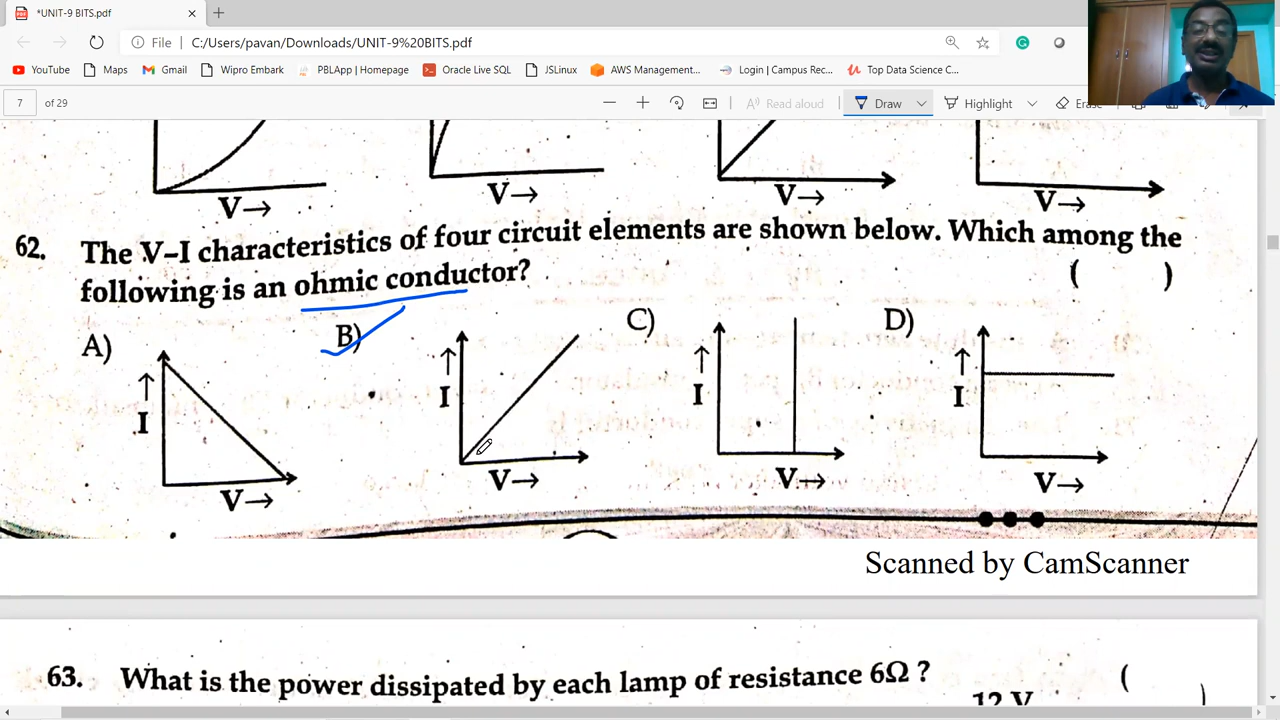 *UNIT-9 BITS.pdf
File | C:/Users/pavan/Downloads/UNIT-9%20BITS.pdf
YouTube Maps Gmail Wipro Embark PBLApp | Homepage Oracle Live SQL JSLinux AWS Management... Login | Campus Rec... Top Data Science C...
7 of 29 Read aloud Draw Highlight
V→ V→ V→ V→
62. The V–I characteristics of four circuit elements are shown below. Which among the
following is an ohmic conductor? ( )
A) B) C) D)
↑ ↑ ↑ ↑
I I I I
V→ V→ V→ V→
Scanned by CamScanner
63. What is the power dissipated by each lamp of resistance 6Ω ? (
12 V )